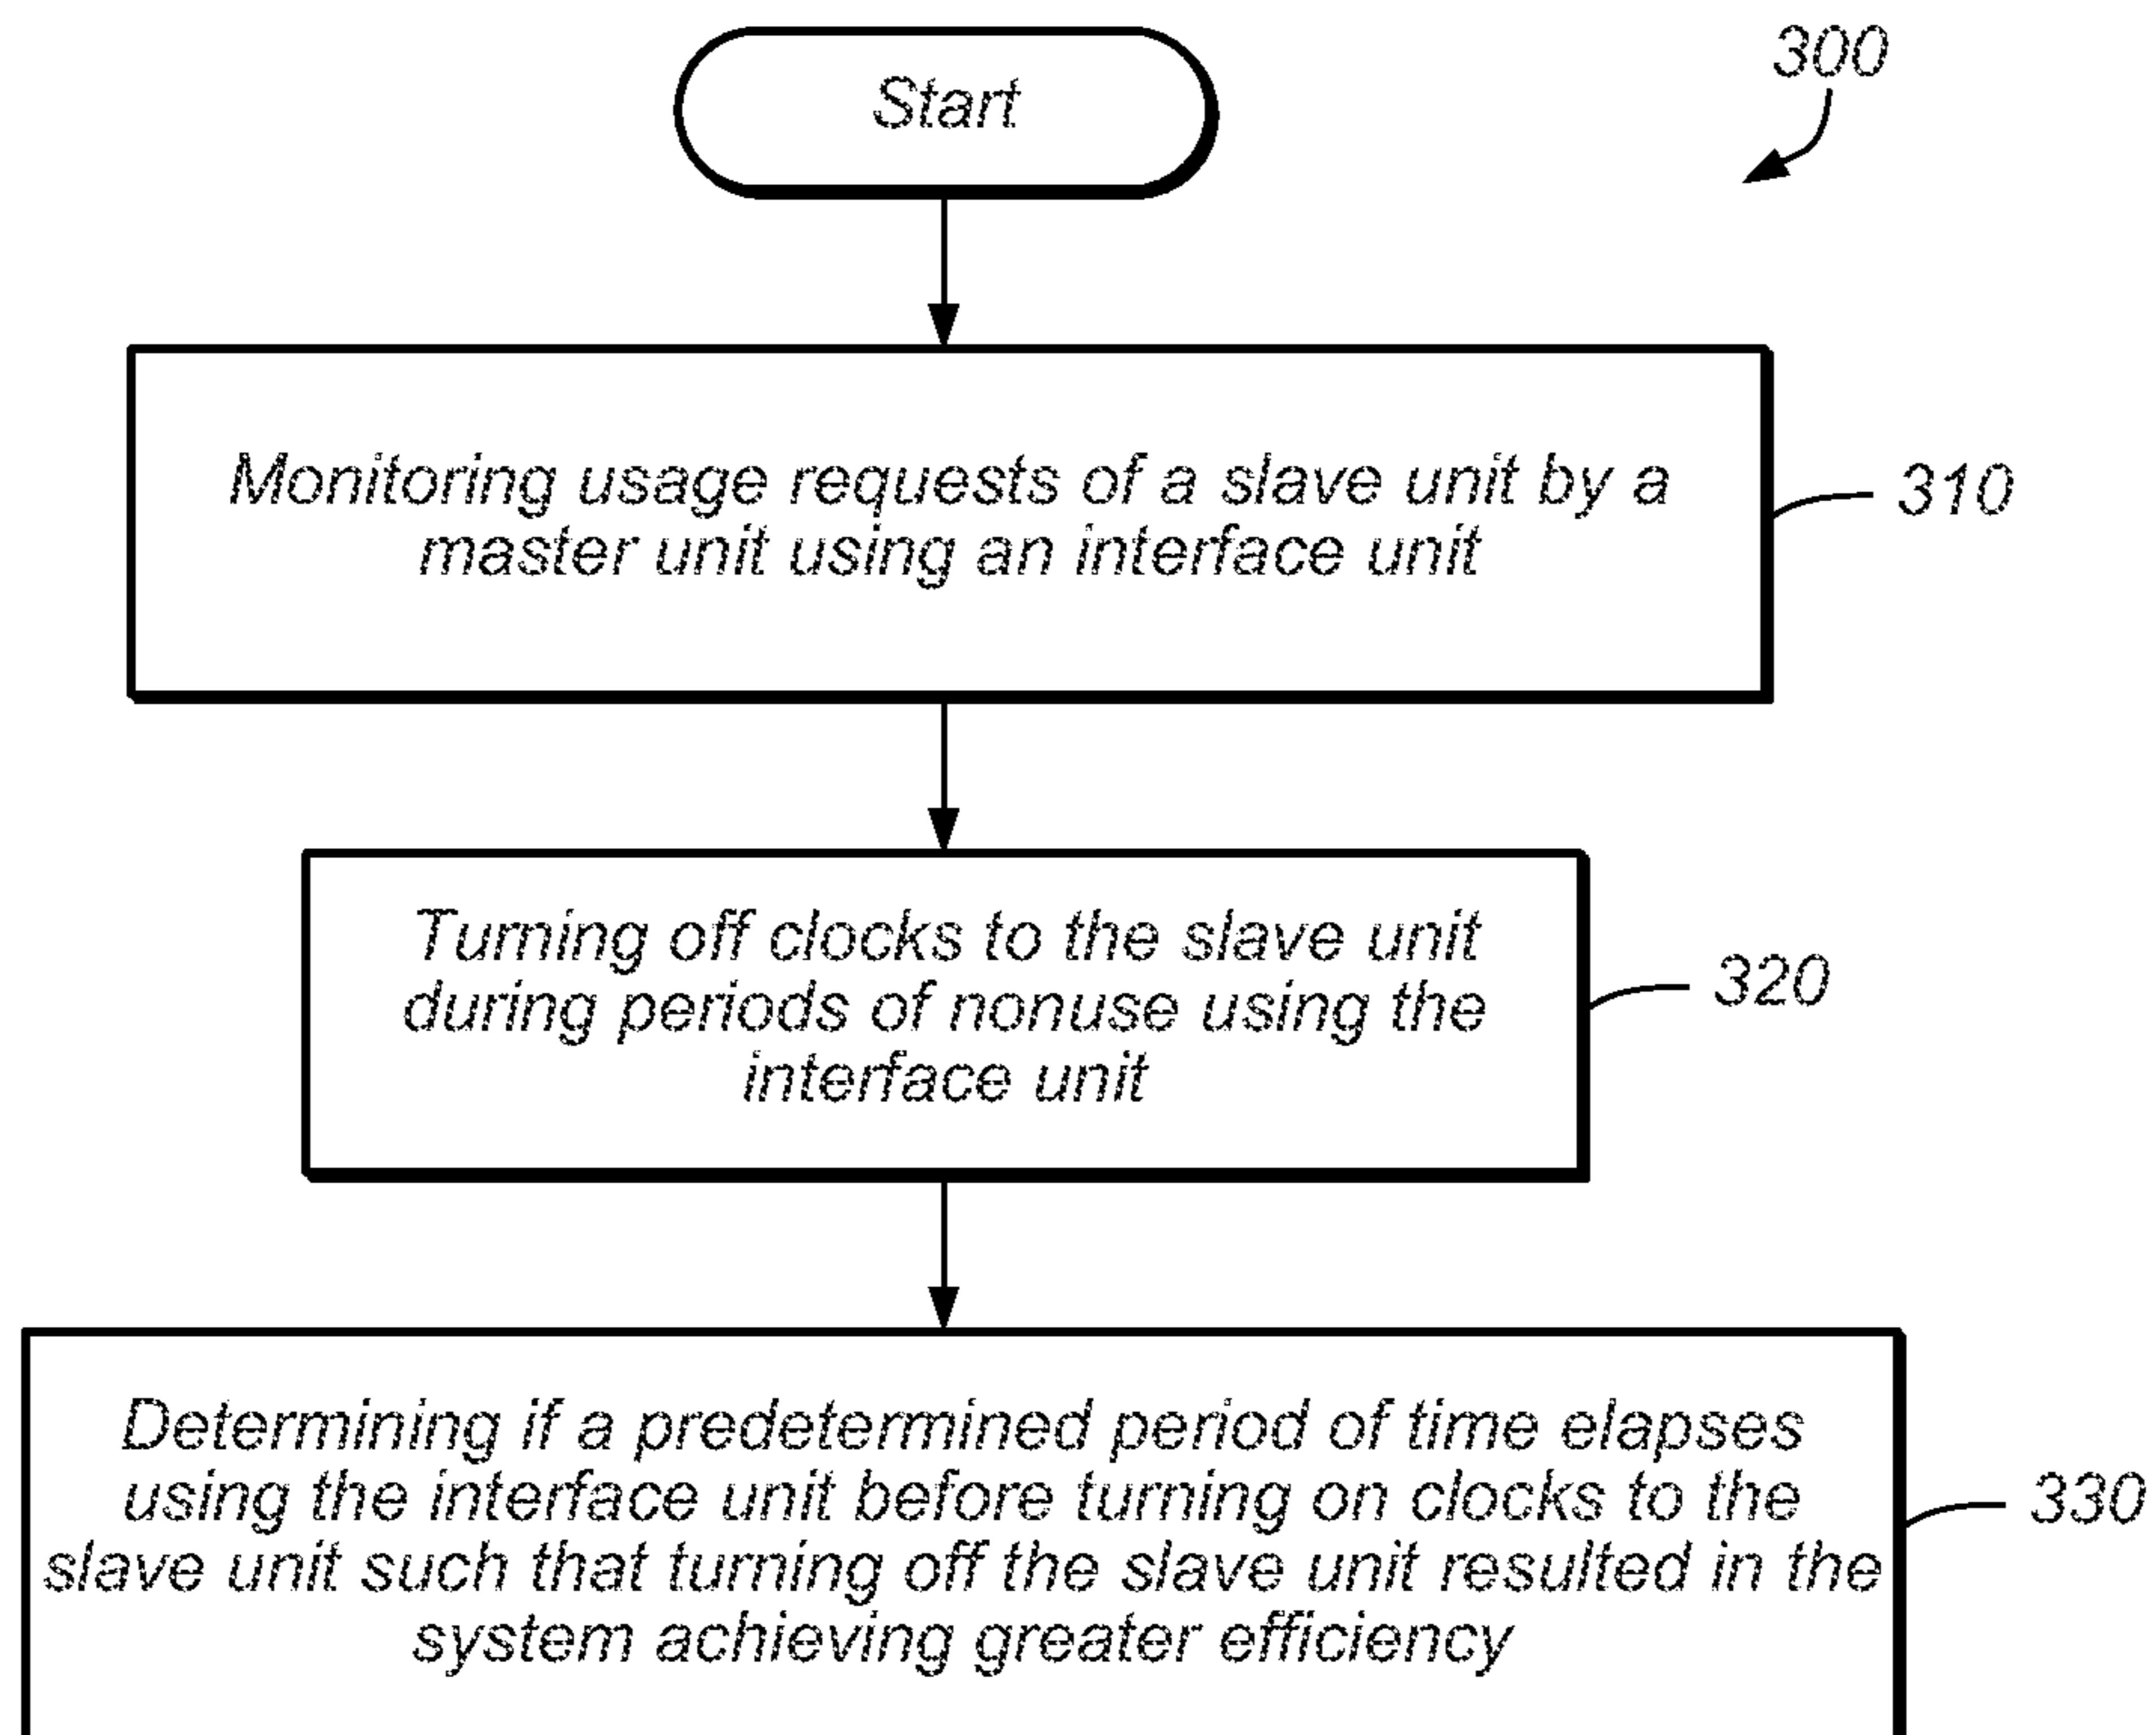 Start
300
Monitoring usage requests of a slave unit by a
master unit using an interface unit
310
Turning off clocks to the slave unit
during periods of nonuse using the
interface unit
320
Determining if a predetermined period of time elapses
using the interface unit before turning on clocks to the
slave unit such that turning off the slave unit resulted in the
system achieving greater efficiency
330